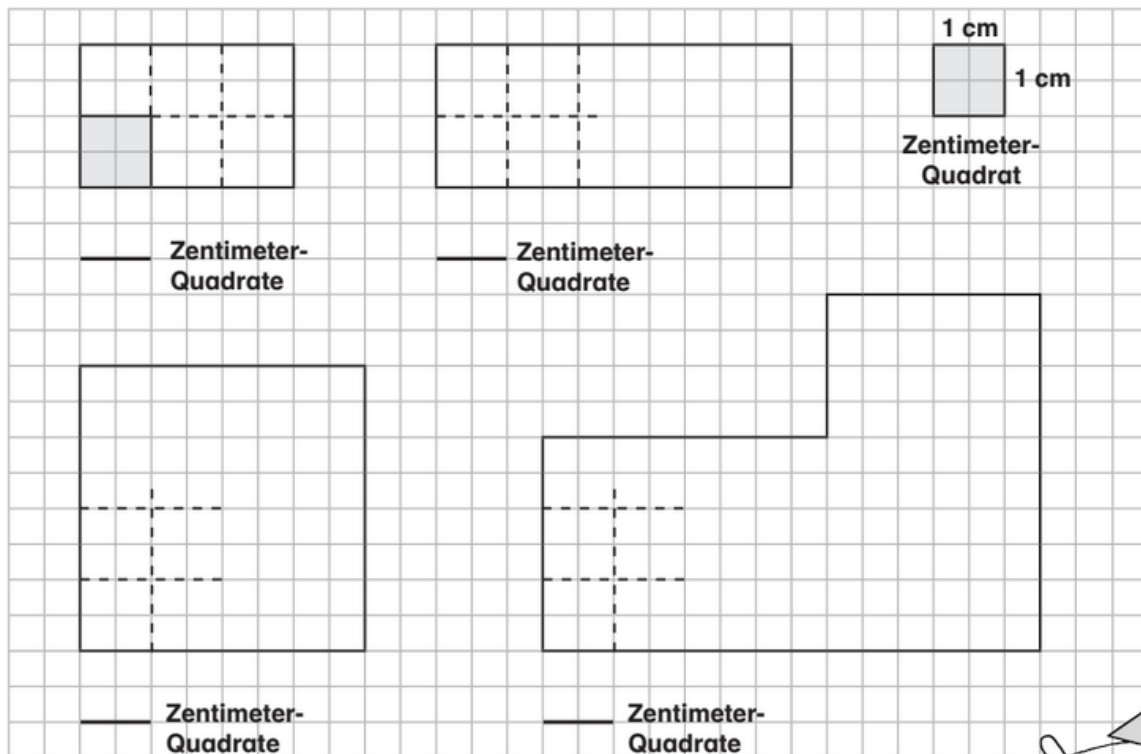 1 cm
1 cm
Zentimeter-
Quadrat
Zentimeter-
Quadrate
Zentimeter-
Quadrate
Zentimeter-
Quadrate
Zentimeter-
Quadrate